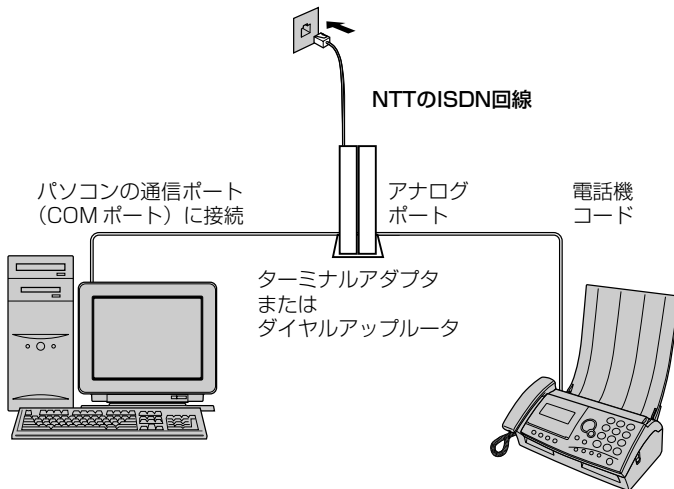 NTTのISDN回線
パソコンの通信ポート
（COMポート）に接続
アナログ
ポート
電話機
コード
ターミナルアダプタ
または
ダイヤルアップルータ